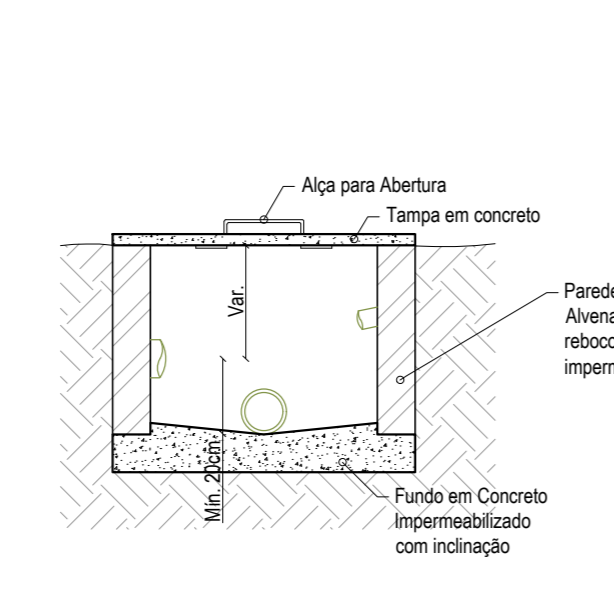 Alça para Abertura
Tampa em concreto
Var.
Mín. 20cm
Fundo em Concreto
Impermeabilizado
com inclinação